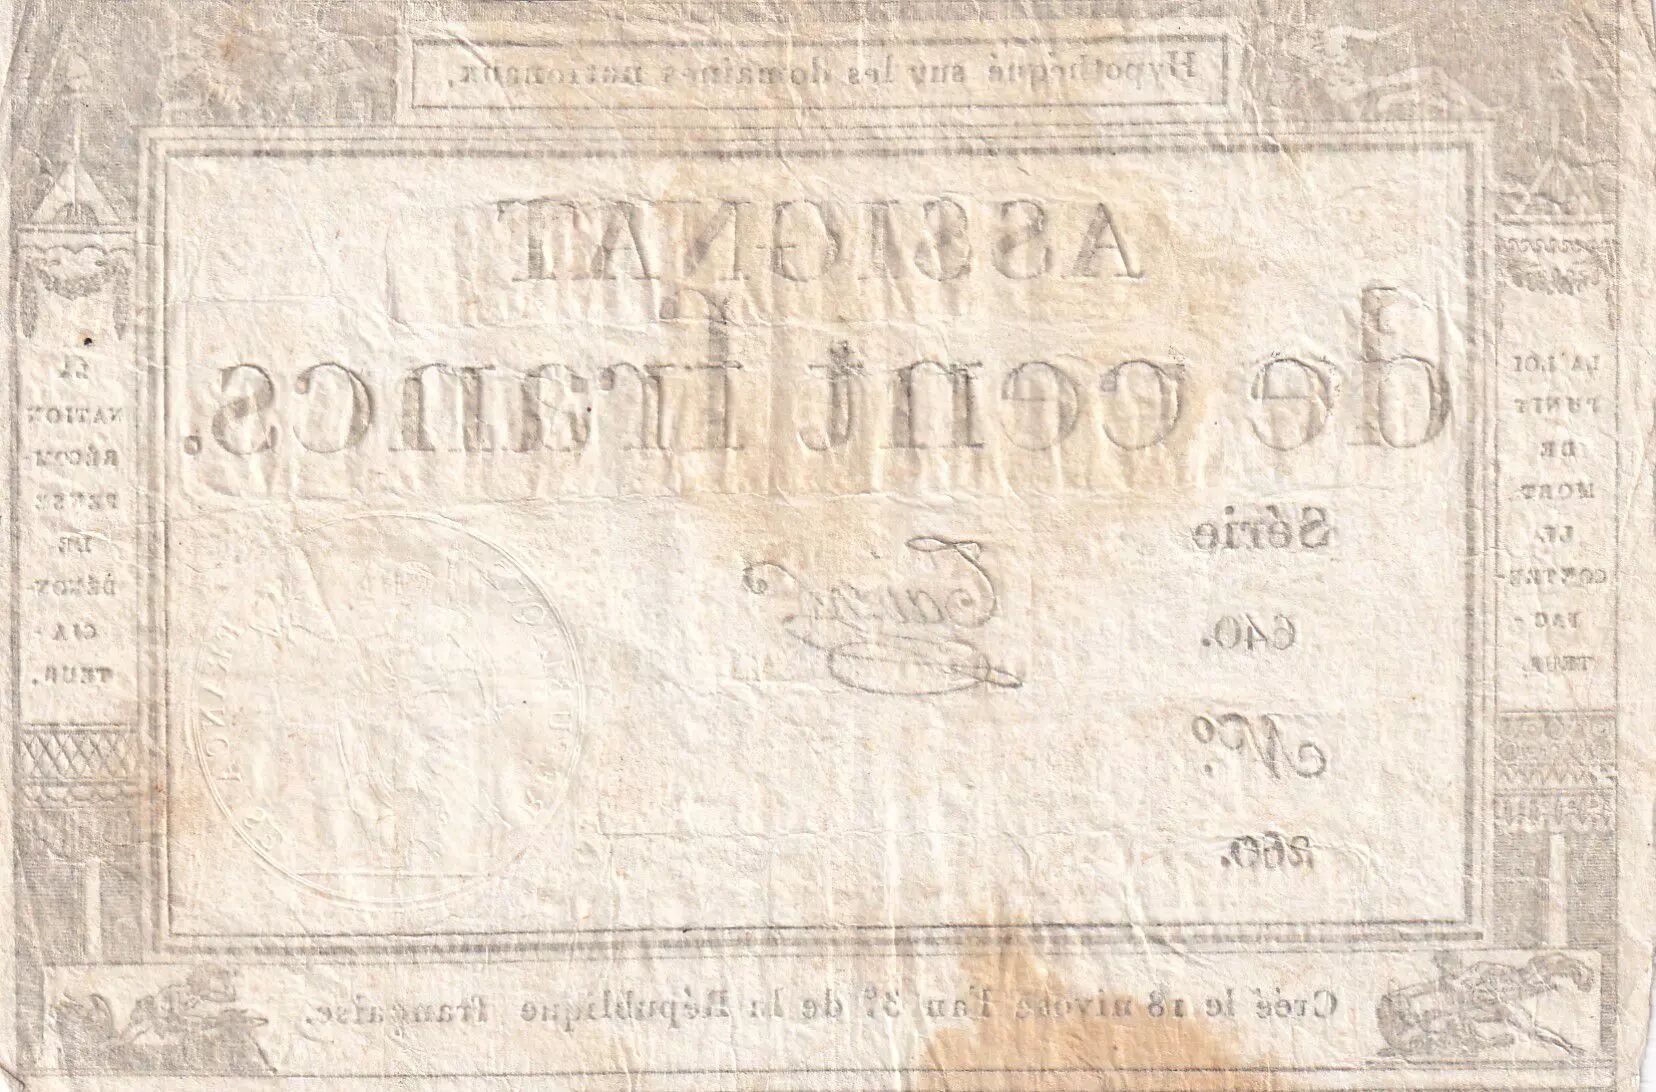 Hypothéqué sur les domaines nationaux.
ASSIGNAT
de cent francs.
Série
640.
Nº.
260.
LA LOI
PUNIT
DE
MORT
LE
CONTRE-
FAC-
TEUR.
LA
NATION
RÉCOM-
PENSE
LE
DÉNON-
CIA-
TEUR.
Créé le 18 nivose l'an 3º. de la République française.